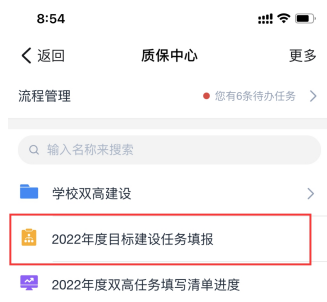 8:54
返回 质保中心 更多
流程管理 您有6条待办任务
输入名称来搜索
学校双高建设
2022年度目标建设任务填报
2022年度双高任务填写清单进度